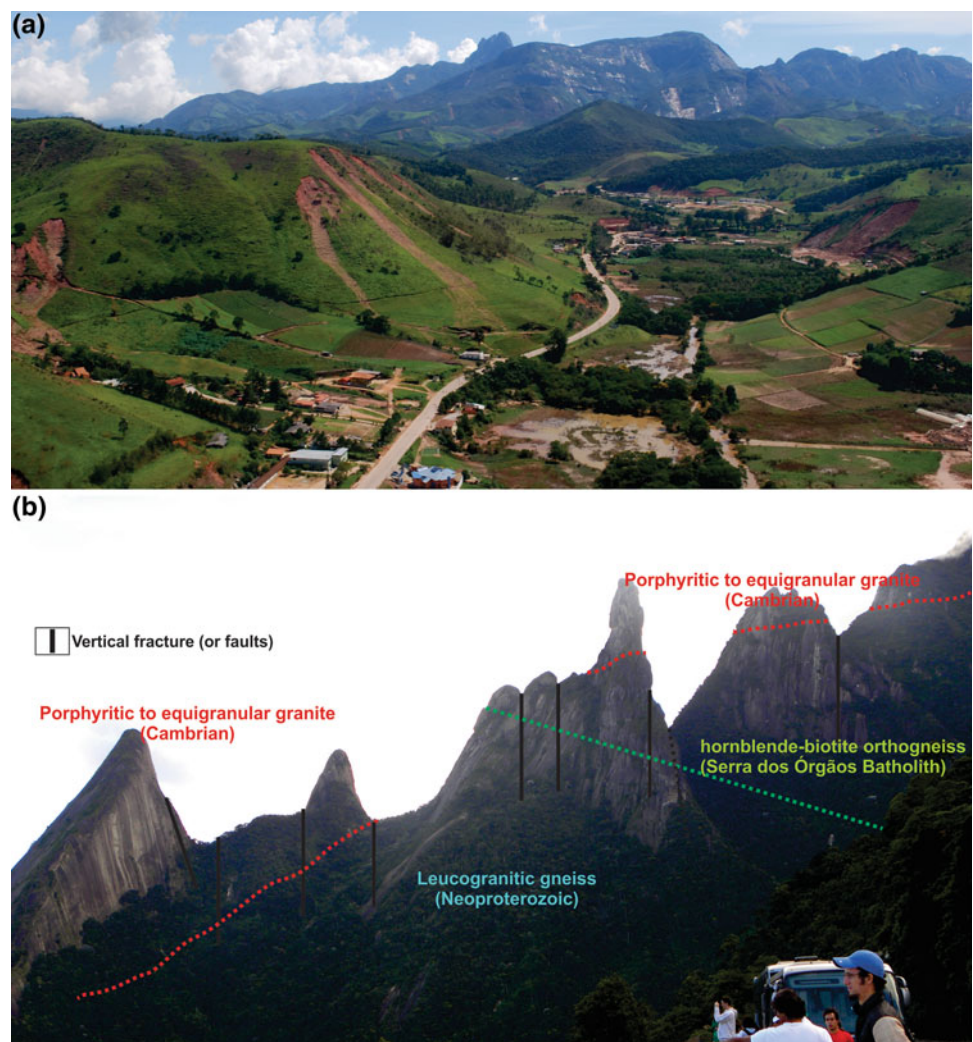 (a)
(b)
Porphyritic to equigranular granite
(Cambrian)
Vertical fracture (or faults)
Porphyritic to equigranular granite
(Cambrian)
hornblende-biotite orthogneiss
(Serra dos Órgãos Batholith)
Leucogranitic gneiss
(Neoproterozoic)